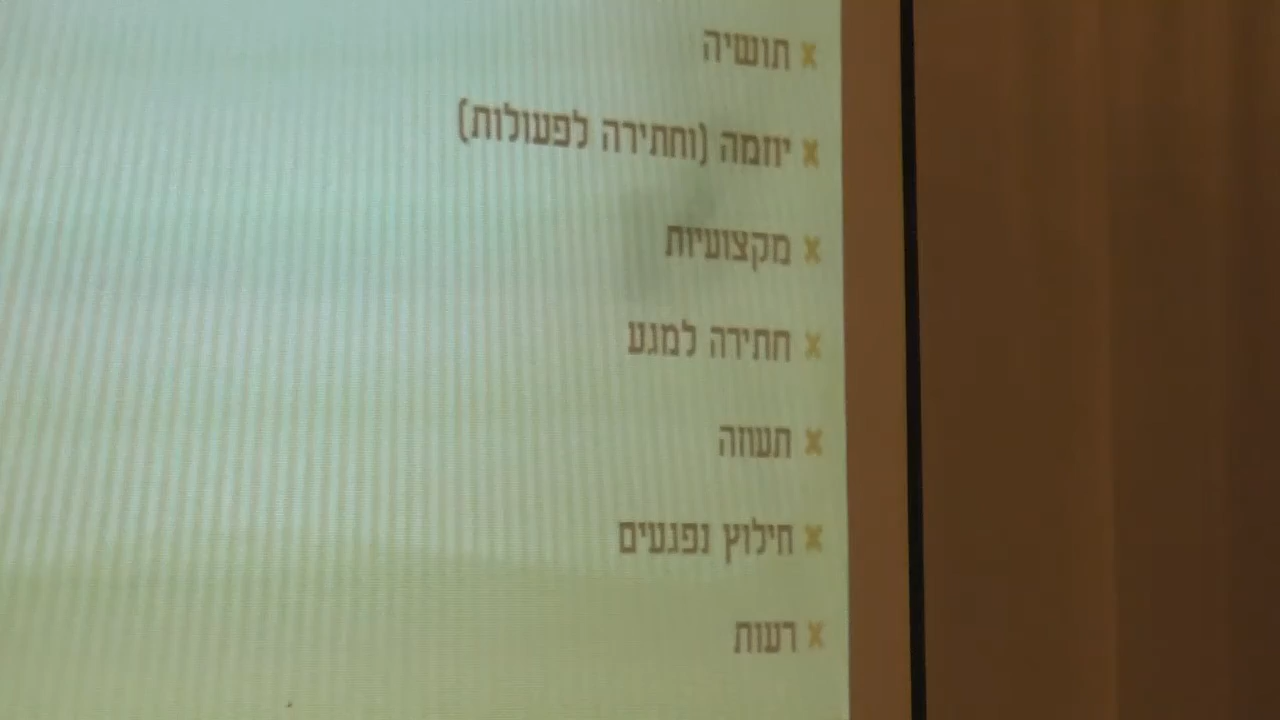 תושיה
יוזמה (וחתירה לפעולות)
מקצועיות
חתירה למגע
תעוזה
חילוץ נפגעים
רעות